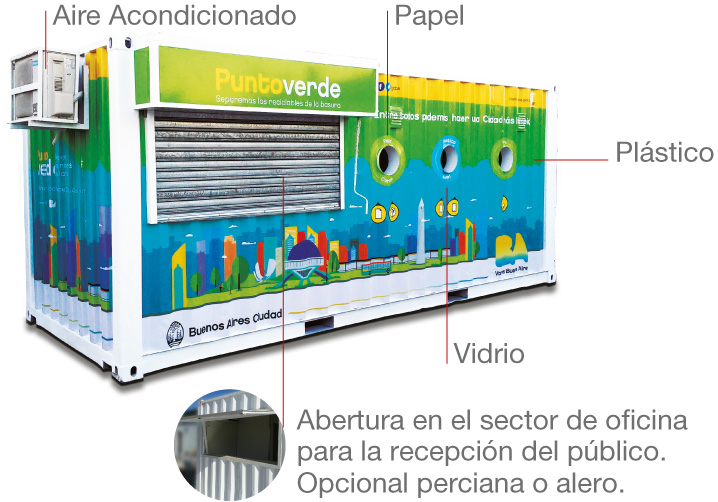 Aire Acondicionado
Papel
Puntoverde
Separemos los reciclables de la basura
Plástico
BA
Buenos Aires Ciudad
Vidrio
Abertura en el sector de oficina
para la recepción del público.
Opcional perciana o alero.